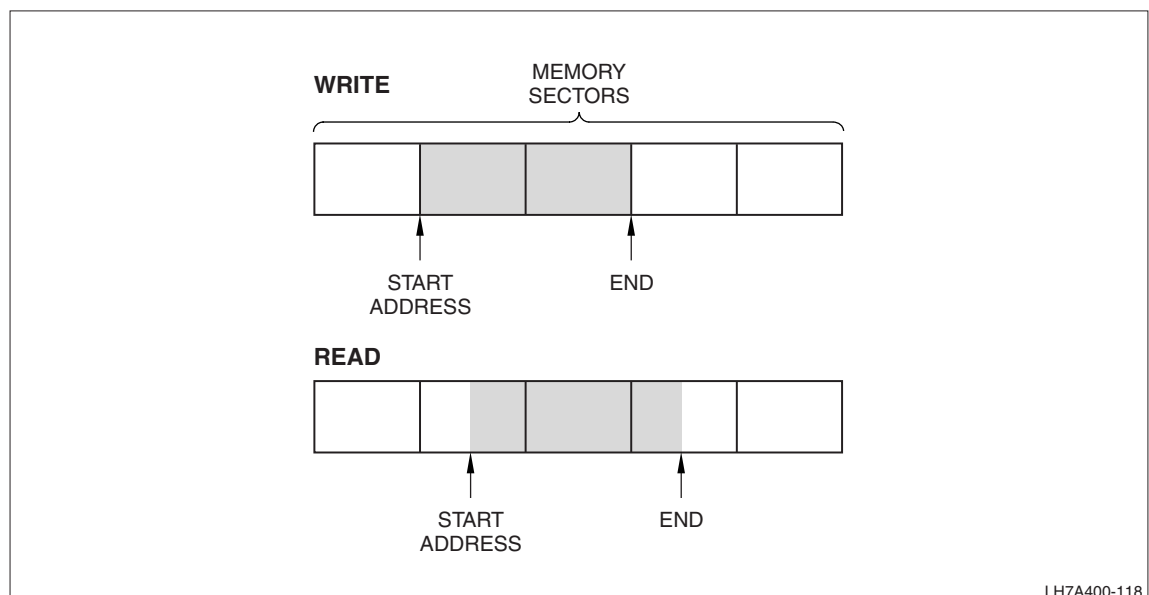 WRITE
MEMORY
SECTORS
START
ADDRESS
END
READ
START
ADDRESS
END
LH7A400-118